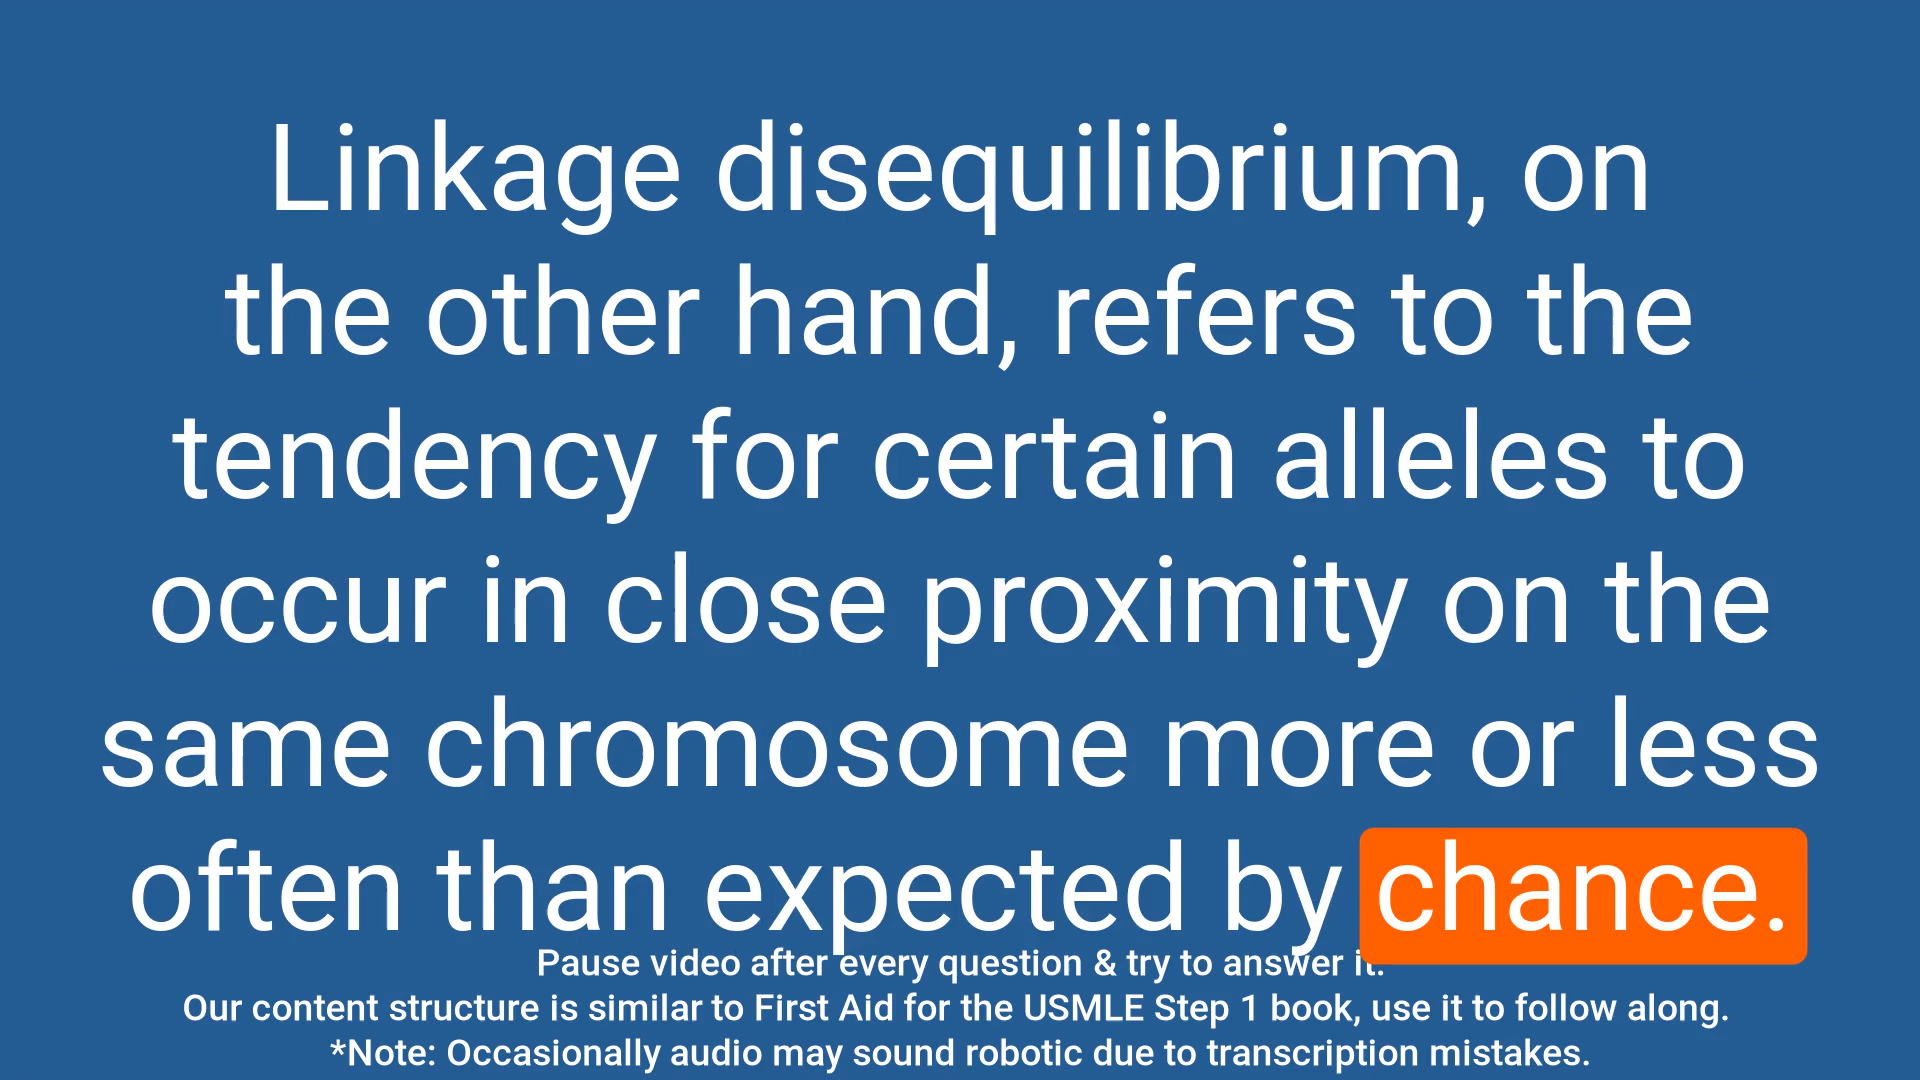 Linkage disequilibrium, on
the other hand, refers to the
tendency for certain alleles to
occur in close proximity on the
same chromosome more or less
often than expected by chance.
Pause video after every question & try to answer it.
Our content structure is similar to First Aid for the USMLE Step 1 book, use it to follow along.
*Note: Occasionally audio may sound robotic due to transcription mistakes.